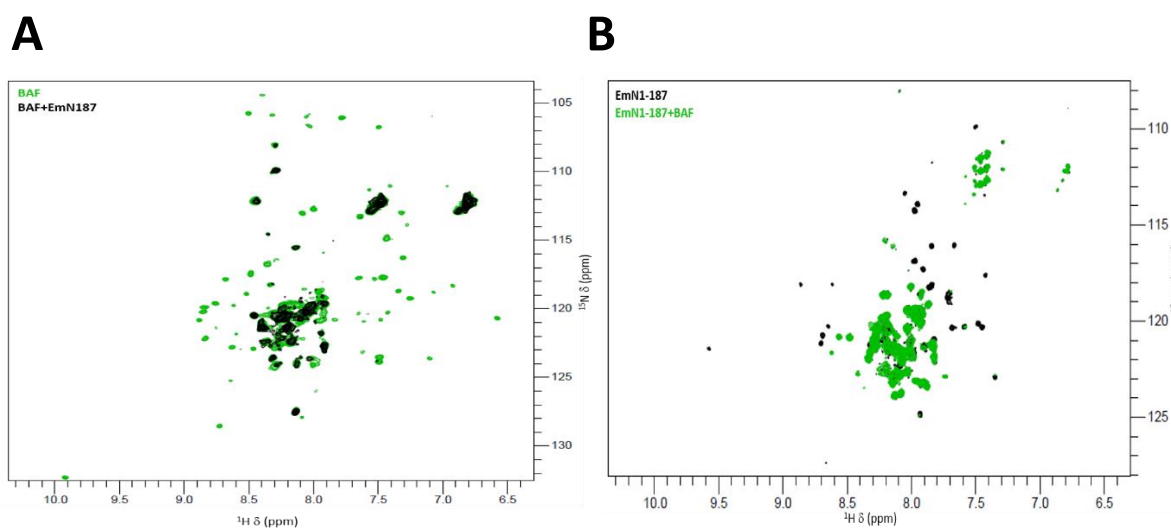 A
B
BAF
BAF+EmN187
105
110
115
120
125
130
¹⁵N δ (ppm)
10.0 9.5 9.0 8.5 8.0 7.5 7.0 6.5
¹H δ (ppm)
EmN1-187
EmN1-187+BAF
110
115
120
125
10.0 9.5 9.0 8.5 8.0 7.5 7.0 6.5
¹H δ (ppm)